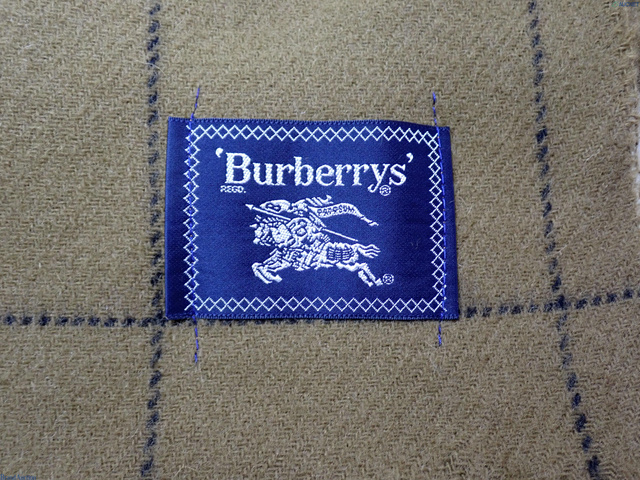 'Burberrys'
REGD. ®
PRORSUM
®